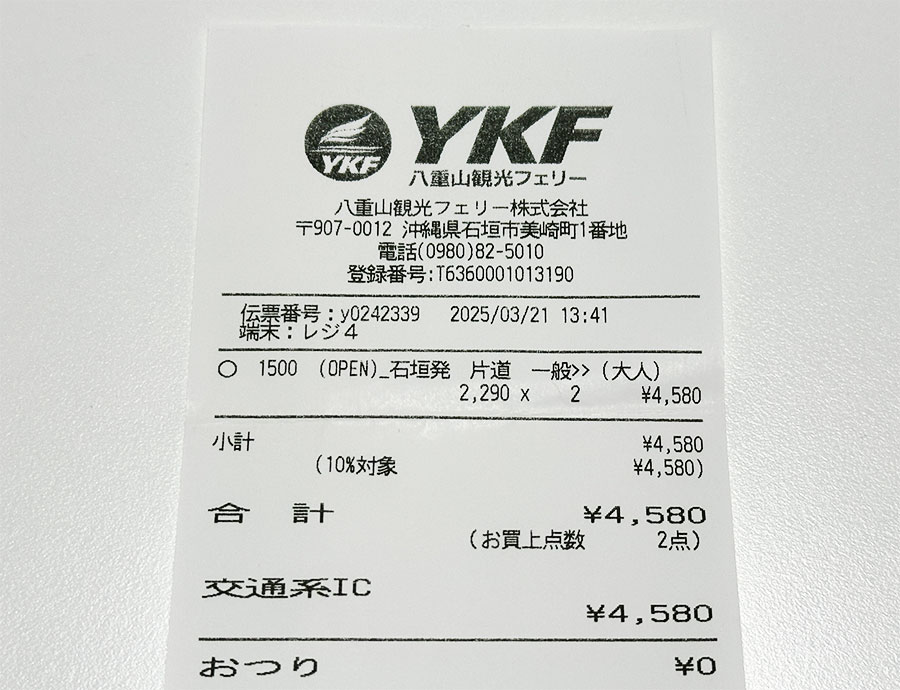 YKF YKF
八重山観光フェリー
八重山観光フェリー株式会社
〒907-0012 沖縄県石垣市美崎町1番地
電話(0980)82-5010
登録番号:T6360001013190
伝票番号:y0242339 2025/03/21 13:41
端末:レジ4
○ 1500 (OPEN)_石垣発 片道 一般>> (大人)
2,290 x 2 ¥4,580
小計 ¥4,580
(10%対象 ¥4,580)
合計 ¥4,580
(お買上点数 2点)
交通系IC
¥4,580
おつり ¥0